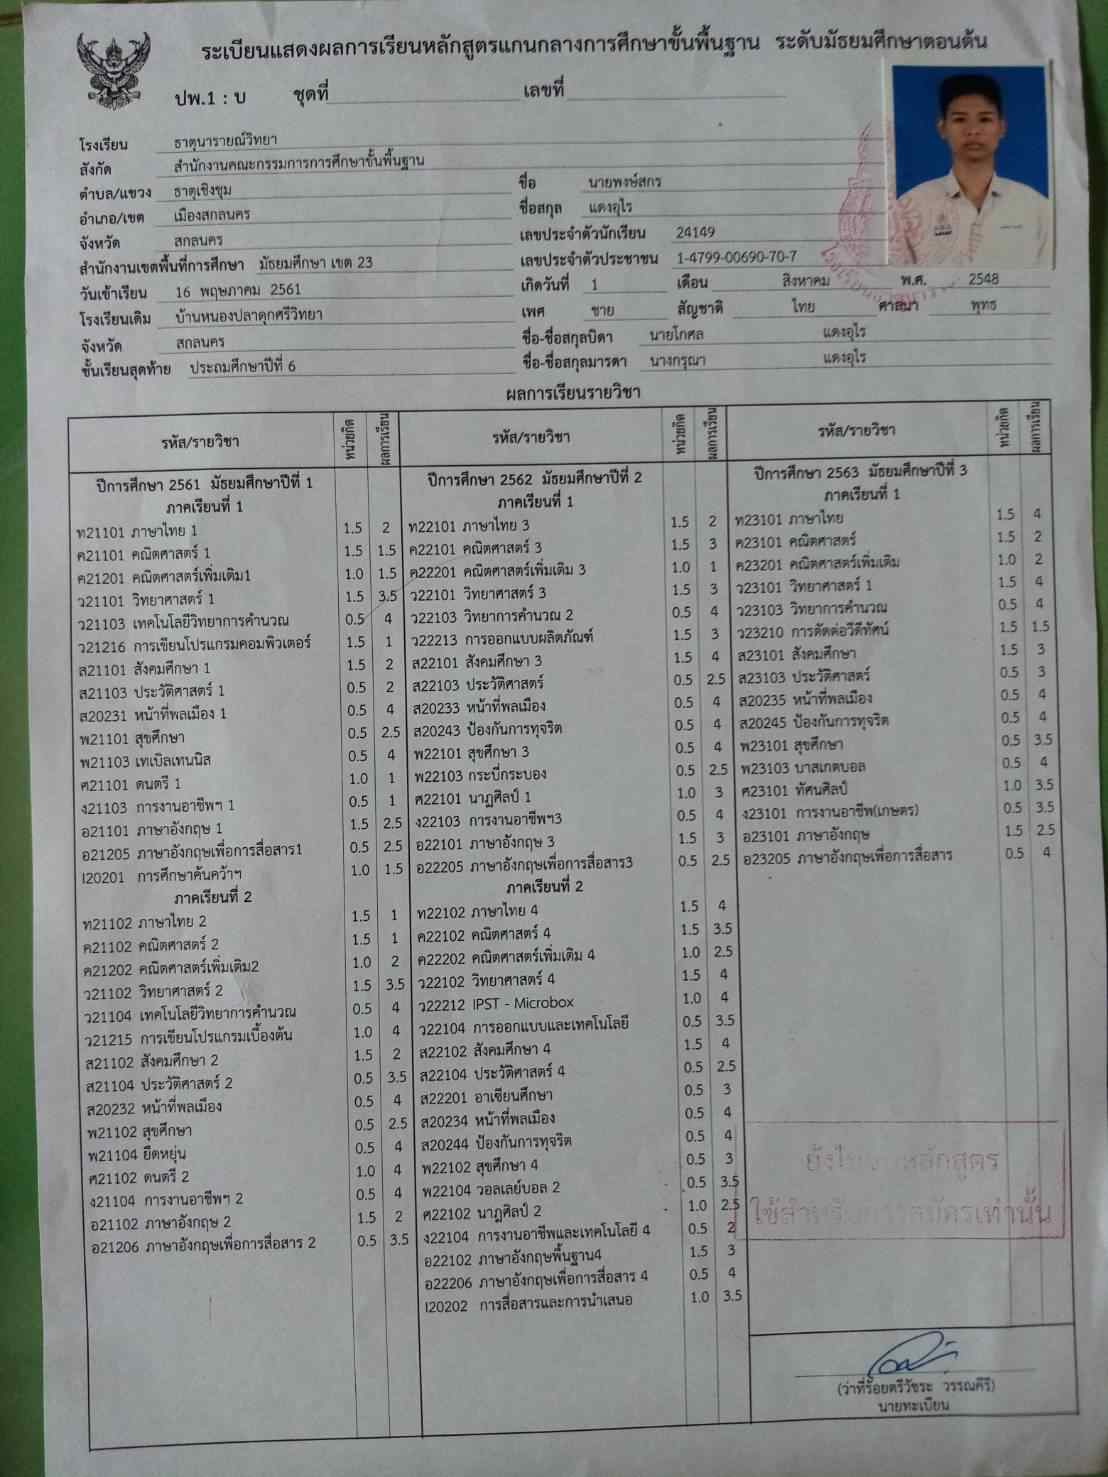 ระเบียนแสดงผลการเรียนหลักสูตรแกนกลางการศึกษาขั้นพื้นฐาน ระดับมัธยมศึกษาตอนต้น
ปพ.1 : บ ชุดที่ เลขที่
โรงเรียน ธาตุนารายณ์วิทยา
สังกัด สำนักงานคณะกรรมการการศึกษาขั้นพื้นฐาน
ตำบล/แขวง ธาตุเชิงชุม
อำเภอ/เขต เมืองสกลนคร
จังหวัด สกลนคร
สำนักงานเขตพื้นที่การศึกษา มัธยมศึกษา เขต 23
วันเข้าเรียน 16 พฤษภาคม 2561
โรงเรียนเดิม บ้านหนองปลาดุกศรีวิทยา
จังหวัด สกลนคร
ชั้นเรียนสุดท้าย ประถมศึกษาปีที่ 6
ชื่อ นายพงษ์สกร
ชื่อสกุล แดงอุไร
เลขประจำตัวนักเรียน 24149
เลขประจำตัวประชาชน 1-4799-00690-70-7
เกิดวันที่ 1 เดือน สิงหาคม พ.ศ. 2548
เพศ ชาย สัญชาติ ไทย ศาสนา พุทธ
ชื่อ-ชื่อสกุลบิดา นายโกศล แดงอุไร
ชื่อ-ชื่อสกุลมารดา นางกรุณา แดงอุไร
ผลการเรียนรายวิชา
รหัส/รายวิชา หน่วยกิต ผลการเรียน
ปีการศึกษา 2561 มัธยมศึกษาปีที่ 1
ภาคเรียนที่ 1
ท21101 ภาษาไทย 1 1.5 2
ค21101 คณิตศาสตร์ 1 1.5 1.5
ค21201 คณิตศาสตร์เพิ่มเติม1 1.0 1.5
ว21101 วิทยาศาสตร์ 1 1.5 3.5
ว21103 เทคโนโลยีวิทยาการคำนวณ 0.5 4
ว21216 การเขียนโปรแกรมคอมพิวเตอร์ 1.5 1
ส21101 สังคมศึกษา 1 1.5 2
ส21103 ประวัติศาสตร์ 1 0.5 2
ส20231 หน้าที่พลเมือง 1 0.5 4
พ21101 สุขศึกษา 0.5 2.5
พ21103 เทเบิลเทนนิส 0.5 4
ศ21101 ดนตรี 1 1.0 1
ง21103 การงานอาชีพฯ 1 0.5 1
อ21101 ภาษาอังกฤษ 1 1.5 2.5
อ21205 ภาษาอังกฤษเพื่อการสื่อสาร1 0.5 2.5
I20201 การศึกษาค้นคว้าฯ 1.0 1.5
ภาคเรียนที่ 2
ท21102 ภาษาไทย 2 1.5 1
ค21102 คณิตศาสตร์ 2 1.5 1
ค21202 คณิตศาสตร์เพิ่มเติม2 1.0 2
ว21102 วิทยาศาสตร์ 2 1.5 3.5
ว21104 เทคโนโลยีวิทยาการคำนวณ 0.5 4
ว21215 การเขียนโปรแกรมเบื้องต้น 1.0 4
ส21102 สังคมศึกษา 2 1.5 2
ส21104 ประวัติศาสตร์ 2 0.5 3.5
ส20232 หน้าที่พลเมือง 0.5 4
พ21102 สุขศึกษา 0.5 2.5
พ21104 ยืดหยุ่น 0.5 4
ศ21102 ดนตรี 2 1.0 4
ง21104 การงานอาชีพฯ 2 0.5 4
อ21102 ภาษาอังกฤษ 2 1.5 2
อ21206 ภาษาอังกฤษเพื่อการสื่อสาร 2 0.5 3.5
รหัส/รายวิชา หน่วยกิต ผลการเรียน
ปีการศึกษา 2562 มัธยมศึกษาปีที่ 2
ภาคเรียนที่ 1
ท22101 ภาษาไทย 3 1.5 2
ค22101 คณิตศาสตร์ 3 1.5 3
ค22201 คณิตศาสตร์เพิ่มเติม 3 1.0 1
ว22101 วิทยาศาสตร์ 3 1.5 3
ว22103 วิทยาการคำนวณ 2 0.5 4
ว22213 การออกแบบผลิตภัณฑ์ 1.5 3
ส22101 สังคมศึกษา 3 1.5 4
ส22103 ประวัติศาสตร์ 0.5 2.5
ส20233 หน้าที่พลเมือง 0.5 4
ส20243 ป้องกันการทุจริต 0.5 4
พ22101 สุขศึกษา 3 0.5 4
พ22103 กระบี่กระบอง 0.5 2.5
ศ22101 นาฏศิลป์ 1 1.0 3
ง22103 การงานอาชีพฯ3 0.5 4
อ22101 ภาษาอังกฤษ 3 1.5 3
อ22205 ภาษาอังกฤษเพื่อการสื่อสาร3 0.5 2.5
ภาคเรียนที่ 2
ท22102 ภาษาไทย 4 1.5 4
ค22102 คณิตศาสตร์ 4 1.5 3.5
ค22202 คณิตศาสตร์เพิ่มเติม 4 1.0 2.5
ว22102 วิทยาศาสตร์ 4 1.5 4
ว22212 IPST - Microbox 1.0 4
ว22104 การออกแบบและเทคโนโลยี 0.5 3.5
ส22102 สังคมศึกษา 4 1.5 4
ส22104 ประวัติศาสตร์ 4 0.5 2.5
ส22201 อาเซียนศึกษา 0.5 3
ส20234 หน้าที่พลเมือง 0.5 4
ส20244 ป้องกันการทุจริต 0.5 4
พ22102 สุขศึกษา 4 0.5 3
พ22104 วอลเลย์บอล 2 0.5 3.5
ศ22102 นาฏศิลป์ 2 1.0 2.5
ง22104 การงานอาชีพและเทคโนโลยี 4 0.5 2
อ22102 ภาษาอังกฤษพื้นฐาน4 1.5 3
อ22206 ภาษาอังกฤษเพื่อการสื่อสาร 4 0.5 4
I20202 การสื่อสารและการนำเสนอ 1.0 3.5
รหัส/รายวิชา หน่วยกิต ผลการเรียน
ปีการศึกษา 2563 มัธยมศึกษาปีที่ 3
ภาคเรียนที่ 1
ท23101 ภาษาไทย 1.5 4
ค23101 คณิตศาสตร์ 1.5 2
ค23201 คณิตศาสตร์เพิ่มเติม 1.0 2
ว23101 วิทยาศาสตร์ 1 1.5 4
ว23103 วิทยาการคำนวณ 0.5 4
ว23210 การตัดต่อวีดีทัศน์ 1.5 1.5
ส23101 สังคมศึกษา 1.5 3
ส23103 ประวัติศาสตร์ 0.5 3
ส20235 หน้าที่พลเมือง 0.5 4
ส20245 ป้องกันการทุจริต 0.5 4
พ23101 สุขศึกษา 0.5 3.5
พ23103 บาสเกตบอล 0.5 4
ศ23101 ทัศนศิลป์ 1.0 3.5
ง23101 การงานอาชีพ(เกษตร) 0.5 3.5
อ23101 ภาษาอังกฤษ 1.5 2.5
อ23205 ภาษาอังกฤษเพื่อการสื่อสาร 0.5 4
ยังไม่จบหลักสูตร
ใช้สำหรับการสมัครเท่านั้น
(ว่าที่ร้อยตรีวัชระ วรรณคีรี)
นายทะเบียน